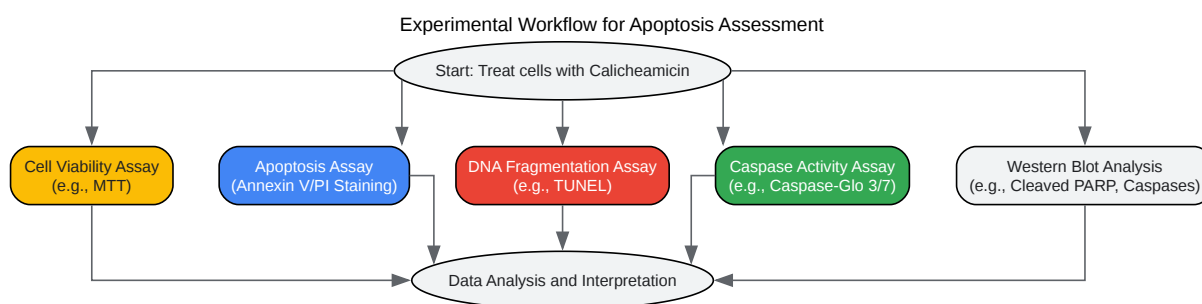 Experimental Workflow for Apoptosis Assessment
Start: Treat cells with Calicheamicin
Cell Viability Assay
(e.g., MTT)
Apoptosis Assay
(Annexin V/PI Staining)
DNA Fragmentation Assay
(e.g., TUNEL)
Caspase Activity Assay
(e.g., Caspase-Glo 3/7)
Western Blot Analysis
(e.g., Cleaved PARP, Caspases)
Data Analysis and Interpretation